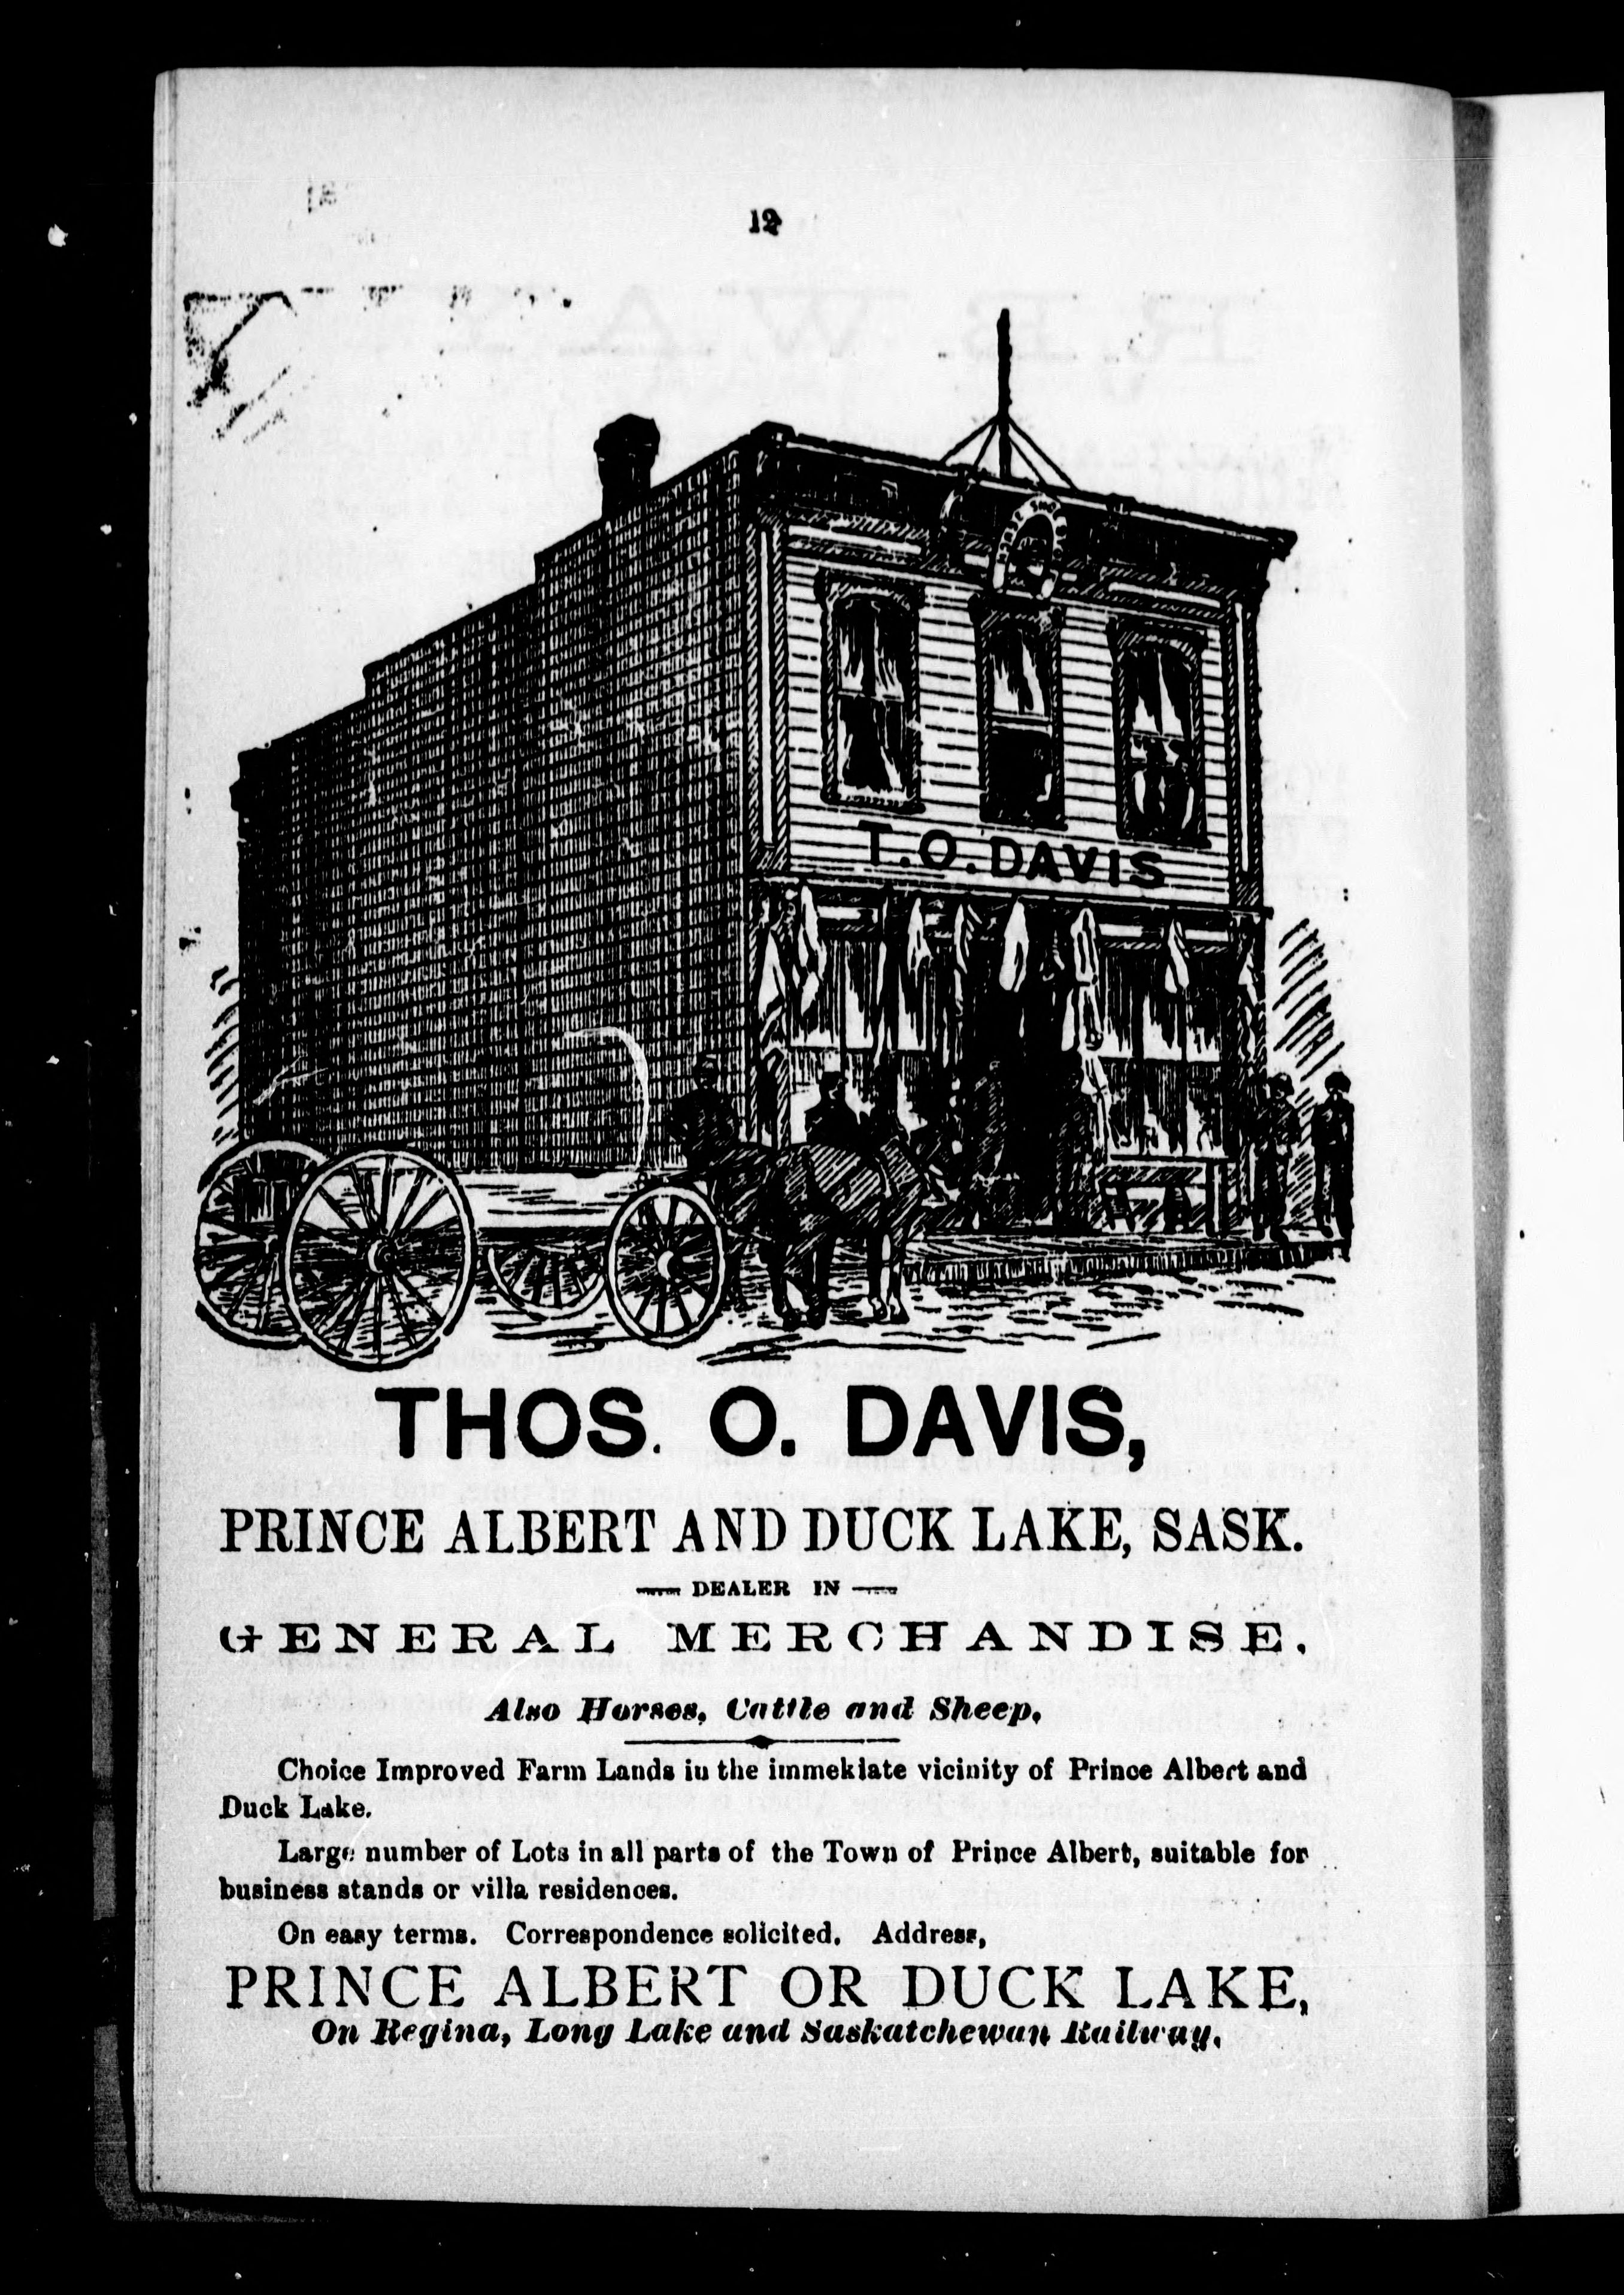 12
T.O.DAVIS
THOS. O. DAVIS,
PRINCE ALBERT AND DUCK LAKE, SASK.
DEALER IN
GENERAL MERCHANDISE,
Also Horses, Cattle and Sheep,
Choice Improved Farm Lands in the immekiate vicinity of Prince Albert and
Duck Lake.
Large number of Lots in all parts of the Town of Prince Albert, suitable for
business stands or villa residences.
On easy terms. Correspondence solicited. Address,
PRINCE ALBERT OR DUCK LAKE,
On Regina, Long Lake and Saskatchewan Railway,